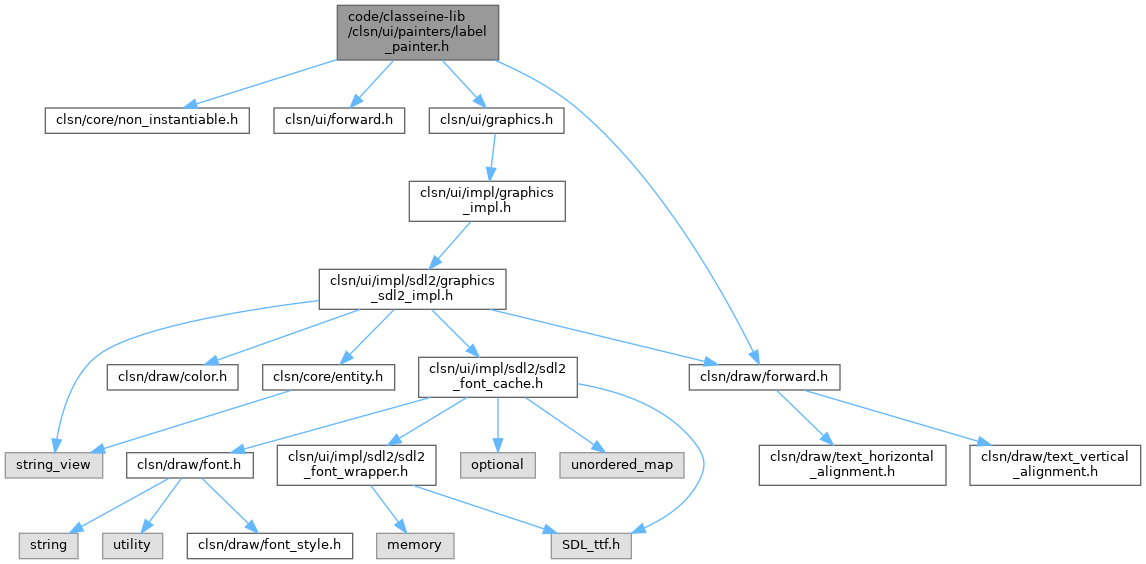 code/classeine-lib
/clsn/ui/painters/label
_painter.h
clsn/core/non_instantiable.h
clsn/ui/forward.h
clsn/ui/graphics.h
clsn/ui/impl/graphics
_impl.h
clsn/ui/impl/sdl2/graphics
_sdl2_impl.h
clsn/draw/color.h
clsn/core/entity.h
clsn/ui/impl/sdl2/sdl2
_font_cache.h
clsn/draw/forward.h
string_view
clsn/draw/font.h
clsn/ui/impl/sdl2/sdl2
_font_wrapper.h
optional
unordered_map
clsn/draw/text_horizontal
_alignment.h
clsn/draw/text_vertical
_alignment.h
string
utility
clsn/draw/font_style.h
memory
SDL_ttf.h